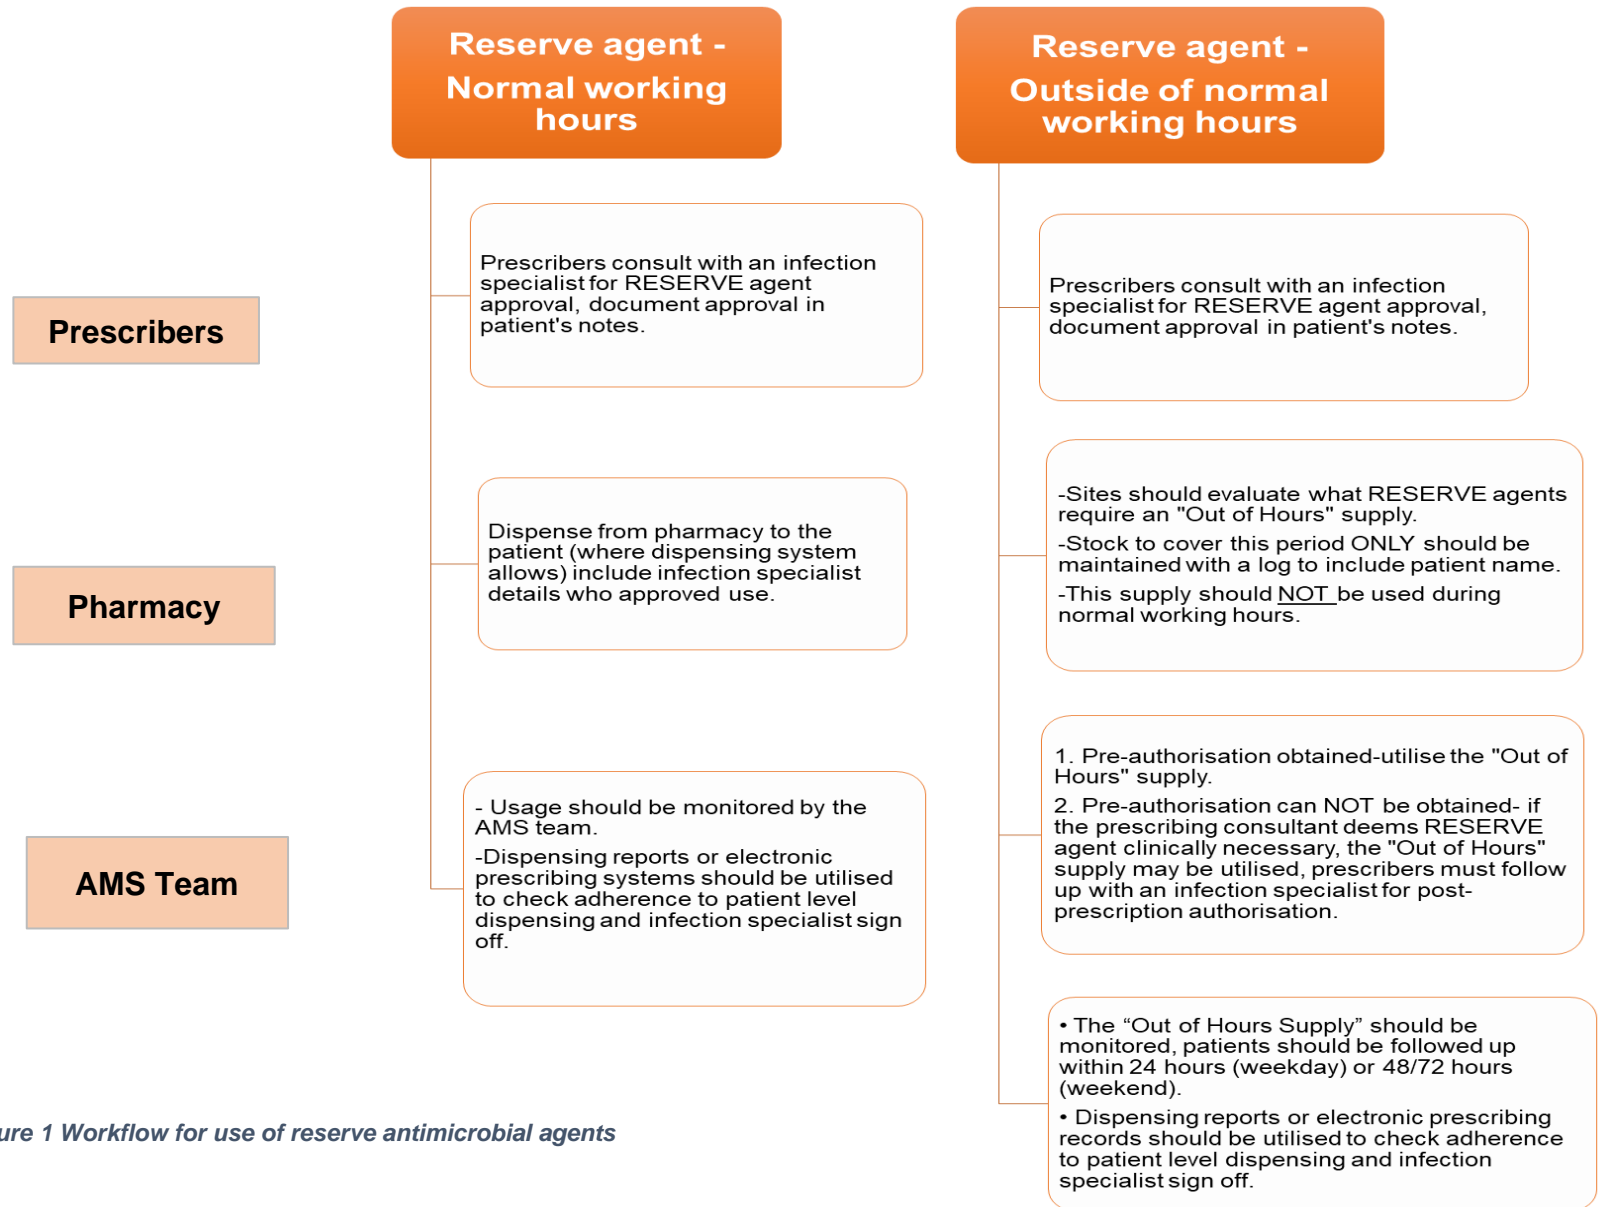 Reserve agent -
Normal working
hours
Reserve agent -
Outside of normal
working hours
Prescribers
Prescribers consult with an infection
specialist for RESERVE agent
approval, document approval in
patient's notes.
Prescribers consult with an infection
specialist for RESERVE agent approval,
document approval in patient's notes.
Pharmacy
Dispense from pharmacy to the
patient (where dispensing system
allows) include infection specialist
details who approved use.
-Sites should evaluate what RESERVE agents
require an "Out of Hours" supply.
-Stock to cover this period ONLY should be
maintained with a log to include patient name.
-This supply should NOT be used during
normal working hours.
AMS Team
- Usage should be monitored by the
AMS team.
-Dispensing reports or electronic
prescribing systems should be utilised
to check adherence to patient level
dispensing and infection specialist sign
off.
1. Pre-authorisation obtained-utilise the "Out of
Hours" supply.
2. Pre-authorisation can NOT be obtained- if
the prescribing consultant deems RESERVE
agent clinically necessary, the "Out of Hours"
supply may be utilised, prescribers must follow
up with an infection specialist for post-
prescription authorisation.
• The “Out of Hours Supply” should be
monitored, patients should be followed up
within 24 hours (weekday) or 48/72 hours
(weekend).
• Dispensing reports or electronic prescribing
records should be utilised to check adherence
to patient level dispensing and infection
specialist sign off.
ure 1 Workflow for use of reserve antimicrobial agents